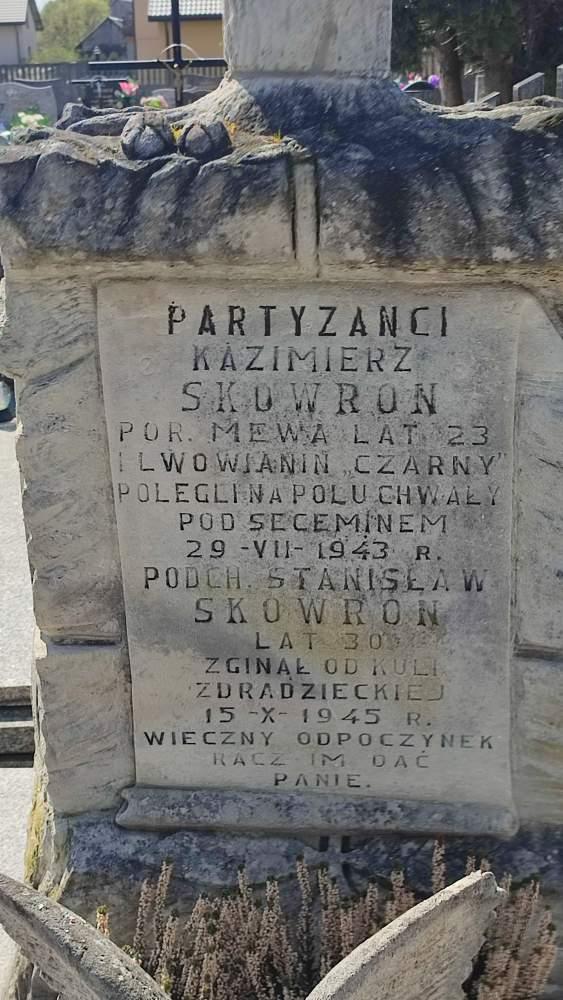 PARTYZANCI
KAZIMIERZ
SKOWRON
POR. MEWA LAT 23
I LWOWIANIN „CZARNY"
POLEGLI NA POLU CHWAŁY
POD SECEMINEM
29-VII-1943 R.
PODCH. STANISŁAW
SKOWRON
LAT 30
ZGINĄŁ OD KULI
ZDRADZIECKIEJ
15-X-1945 R.
WIECZNY ODPOCZYNEK
RACZ IM DAĆ
PANIE.